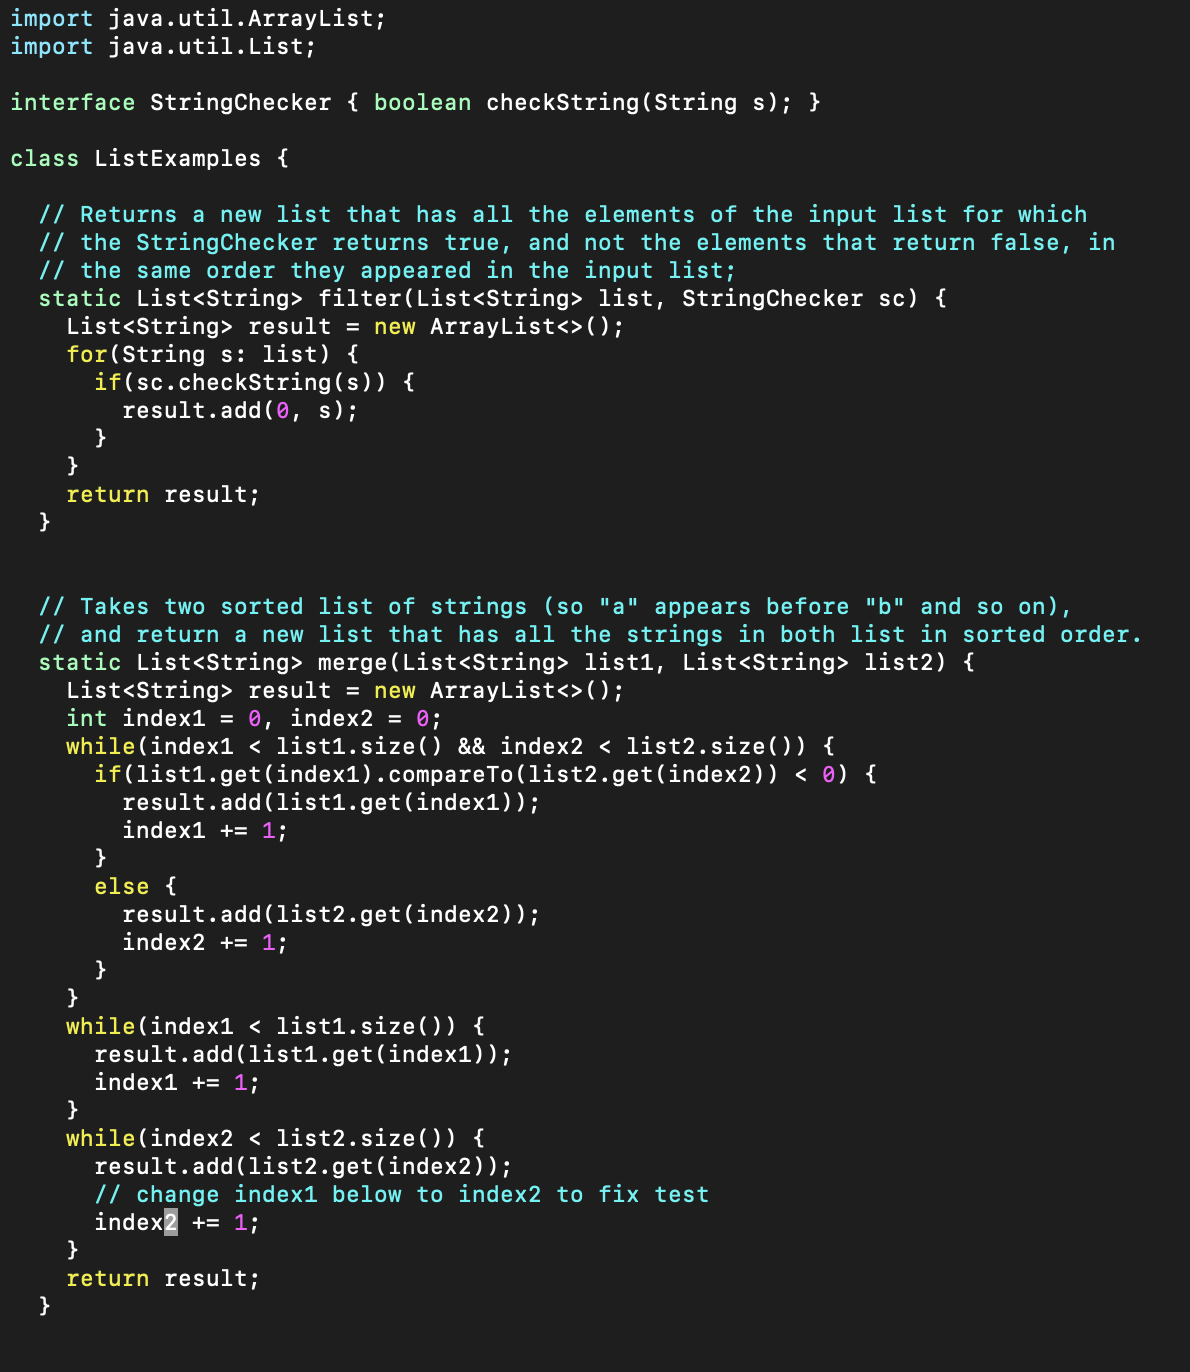 import java.util.ArrayList;
import java.util.List;

interface StringChecker { boolean checkString(String s); }

class ListExamples {

  // Returns a new list that has all the elements of the input list for which
  // the StringChecker returns true, and not the elements that return false, in
  // the same order they appeared in the input list;
  static List<String> filter(List<String> list, StringChecker sc) {
    List<String> result = new ArrayList<>();
    for(String s: list) {
      if(sc.checkString(s)) {
        result.add(0, s);
      }
    }
    return result;
  }


  // Takes two sorted list of strings (so "a" appears before "b" and so on),
  // and return a new list that has all the strings in both list in sorted order.
  static List<String> merge(List<String> list1, List<String> list2) {
    List<String> result = new ArrayList<>();
    int index1 = 0, index2 = 0;
    while(index1 < list1.size() && index2 < list2.size()) {
      if(list1.get(index1).compareTo(list2.get(index2)) < 0) {
        result.add(list1.get(index1));
        index1 += 1;
      }
      else {
        result.add(list2.get(index2));
        index2 += 1;
      }
    }
    while(index1 < list1.size()) {
      result.add(list1.get(index1));
      index1 += 1;
    }
    while(index2 < list2.size()) {
      result.add(list2.get(index2));
      // change index1 below to index2 to fix test
      index2 += 1;
    }
    return result;
  }